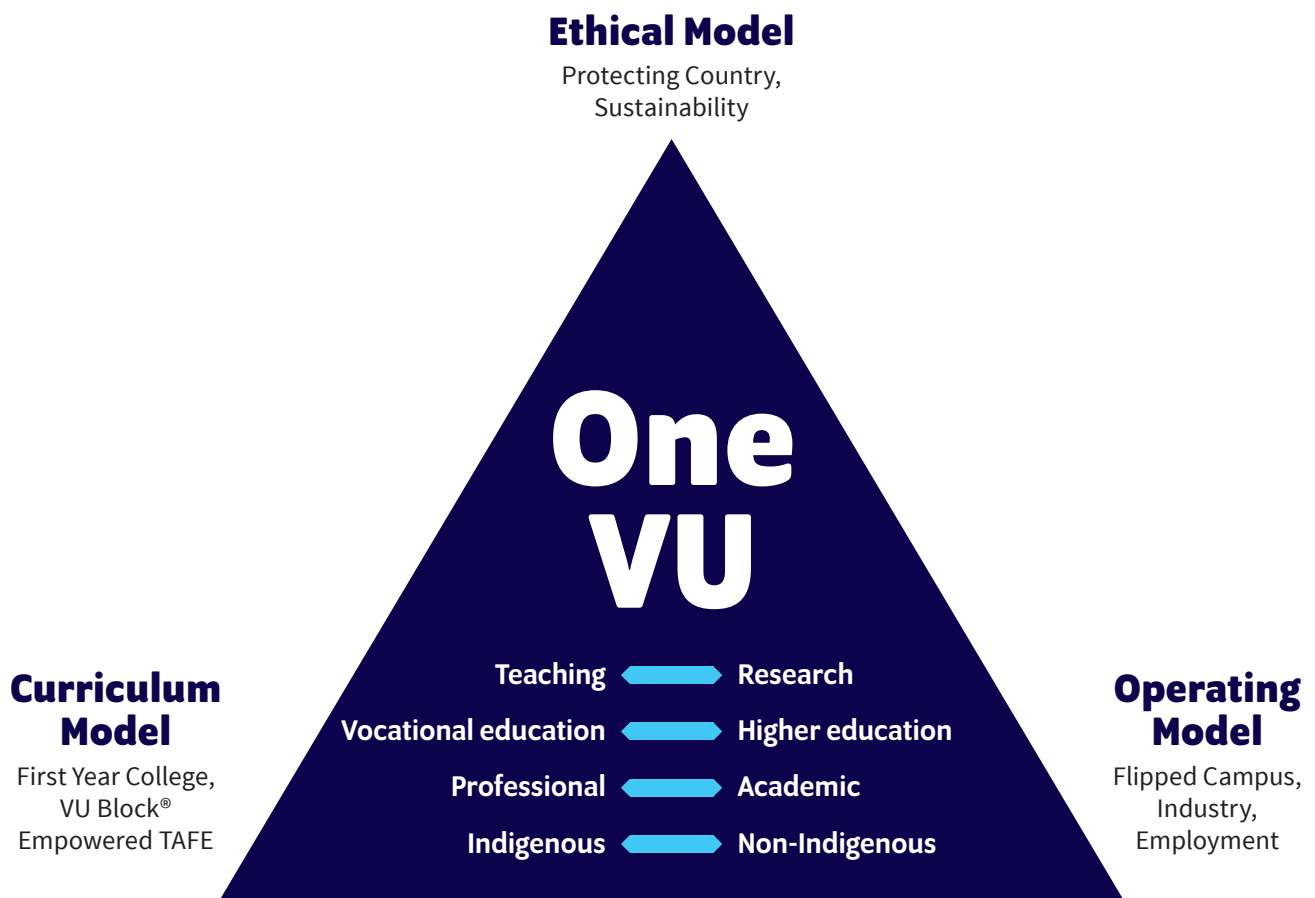 Ethical Model
Protecting Country,
Sustainability
One
VU
Teaching Research
Vocational education Higher education
Professional Academic
Indigenous Non-Indigenous
Curriculum
Model
First Year College,
VU Block®
Empowered TAFE
Operating
Model
Flipped Campus,
Industry,
Employment